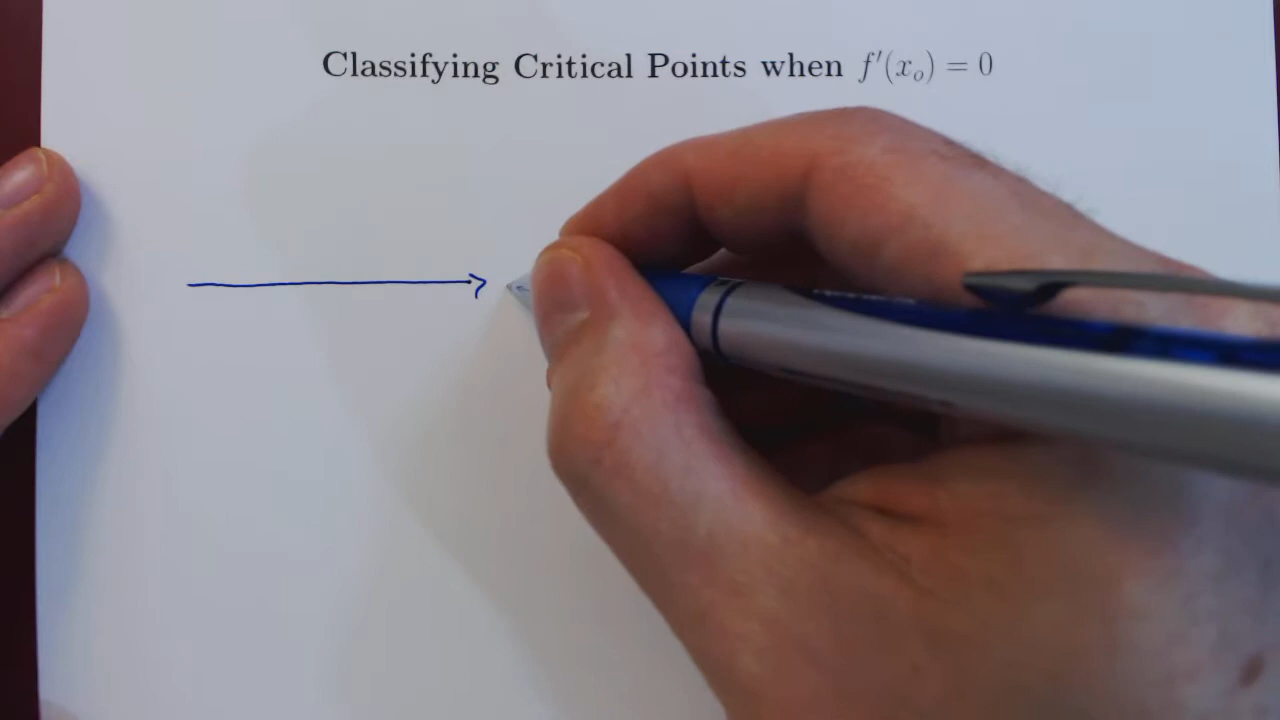 Classifying Critical Points when f′(xₒ) = 0